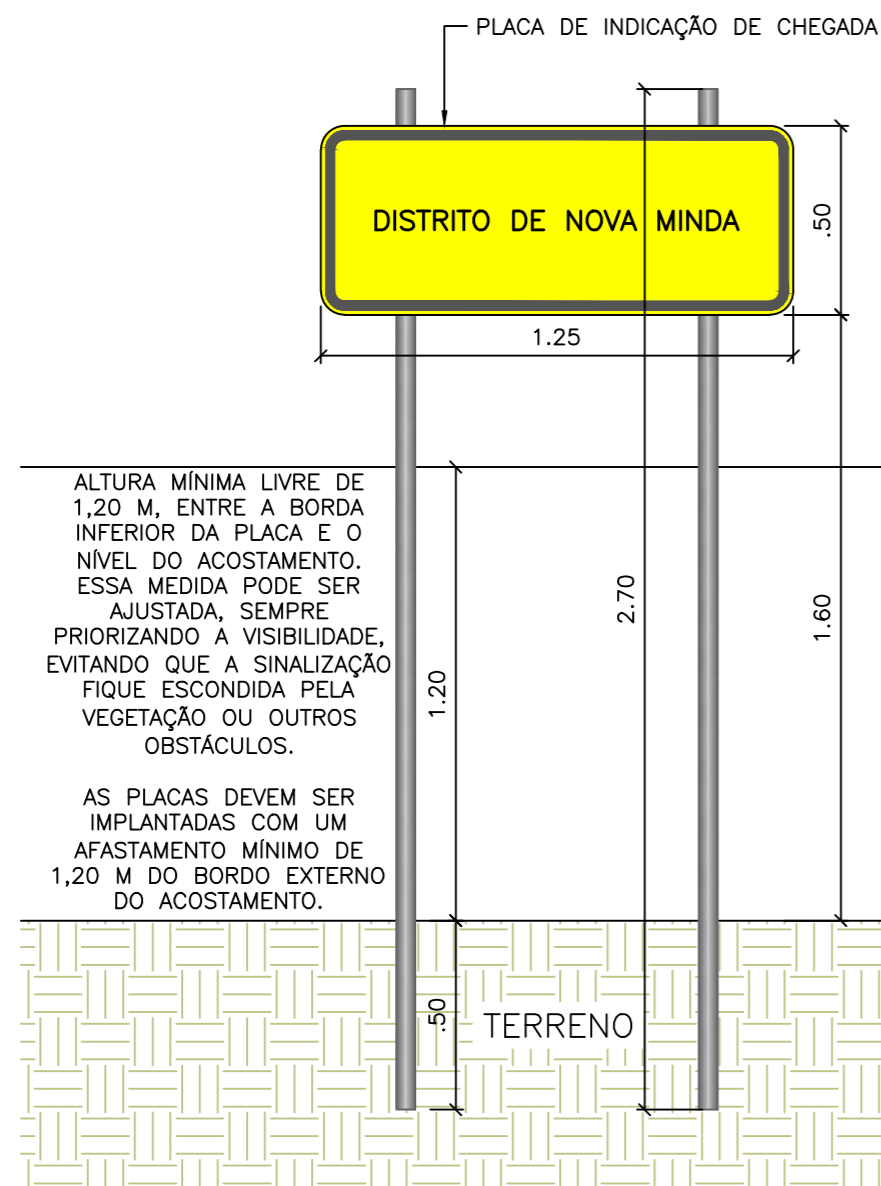 PLACA DE INDICAÇÃO DE CHEGADA
DISTRITO DE NOVA MINDA
.50
1.25
ALTURA MÍNIMA LIVRE DE
1,20 M, ENTRE A BORDA
INFERIOR DA PLACA E O
NÍVEL DO ACOSTAMENTO.
ESSA MEDIDA PODE SER
AJUSTADA, SEMPRE
PRIORIZANDO A VISIBILIDADE,
EVITANDO QUE A SINALIZAÇÃO
FIQUE ESCONDIDA PELA
VEGETAÇÃO OU OUTROS
OBSTÁCULOS.
AS PLACAS DEVEM SER
IMPLANTADAS COM UM
AFASTAMENTO MÍNIMO DE
1,20 M DO BORDO EXTERNO
DO ACOSTAMENTO.
1.20
2.70
1.60
.50
TERRENO